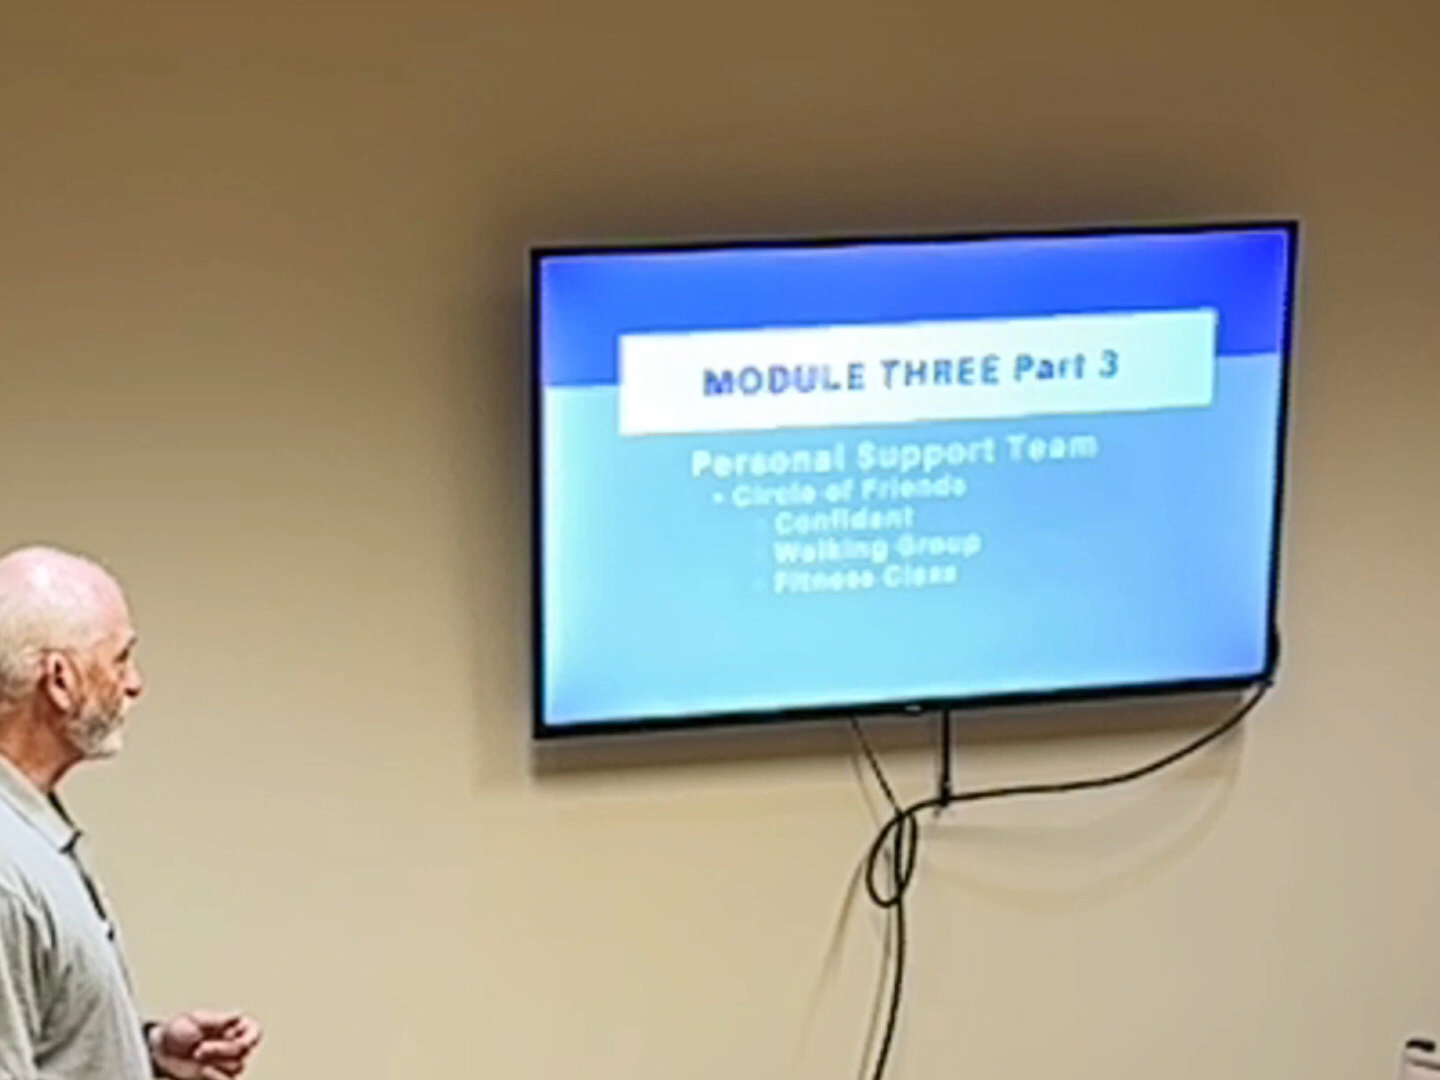 MODULE THREE Part 3
Personal Support Team
• Circle of Friends
Confidant
Walking Group
Fitness Class